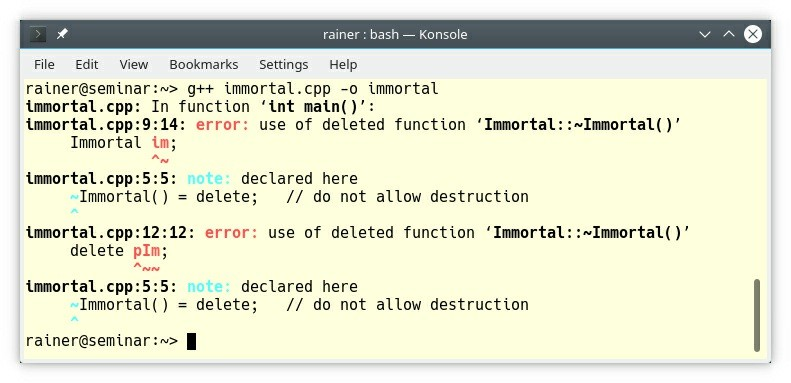 rainer : bash — Konsole
File Edit View Bookmarks Settings Help
rainer@seminar:~> g++ immortal.cpp -o immortal
immortal.cpp: In function ‘int main()’:
immortal.cpp:9:14: error: use of deleted function ‘Immortal::~Immortal()’
     Immortal im;
              ^~
immortal.cpp:5:5: note: declared here
     ~Immortal() = delete;   // do not allow destruction
     ^
immortal.cpp:12:12: error: use of deleted function ‘Immortal::~Immortal()’
     delete pIm;
            ^~~
immortal.cpp:5:5: note: declared here
     ~Immortal() = delete;   // do not allow destruction
     ^
rainer@seminar:~>